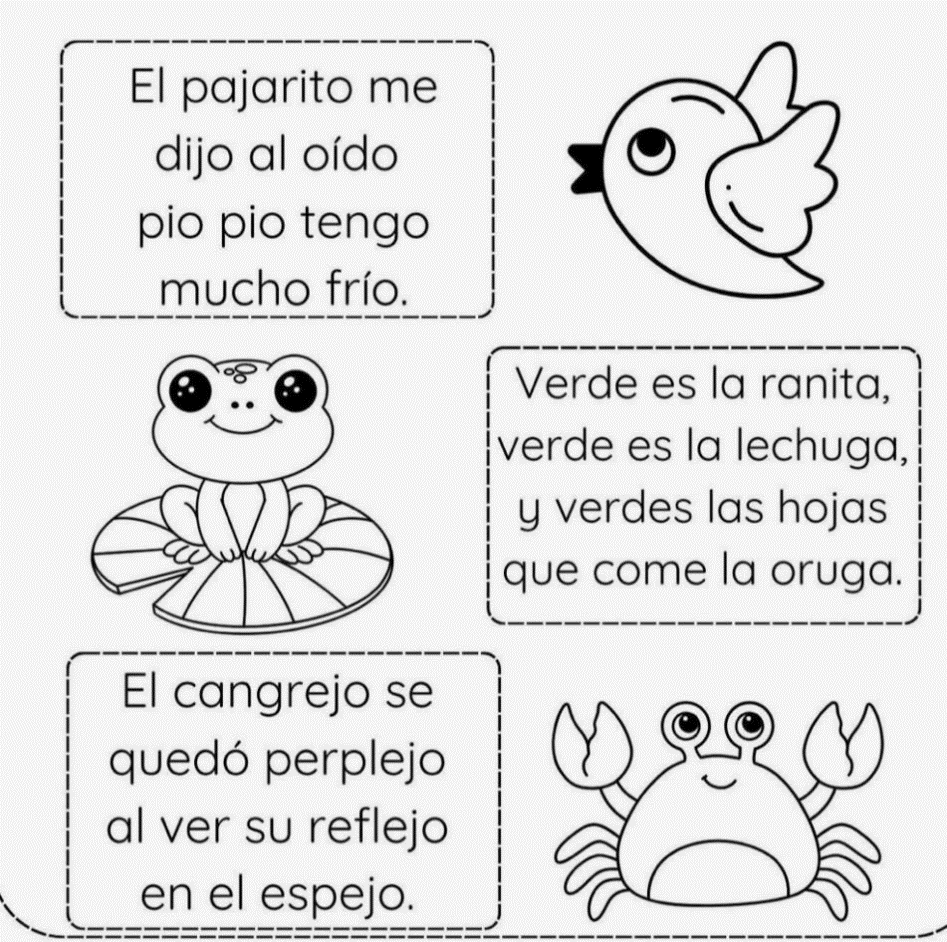 El pajarito me
dijo al oído
pio pio tengo
mucho frío.
Verde es la ranita,
verde es la lechuga,
y verdes las hojas
que come la oruga.
El cangrejo se
quedó perplejo
al ver su reflejo
en el espejo.